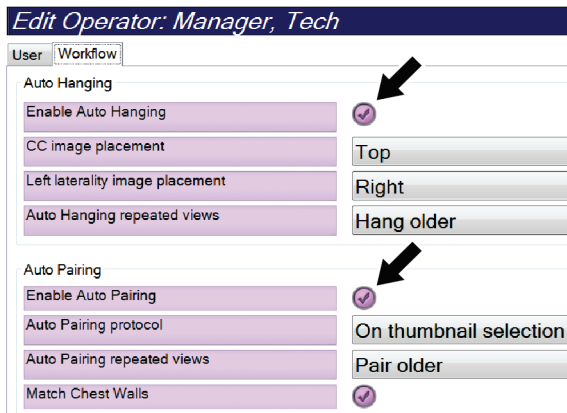 Edit Operator: Manager, Tech
User Workflow
Auto Hanging
Enable Auto Hanging
CC image placement Top
Left laterality image placement Right
Auto Hanging repeated views Hang older
Auto Pairing
Enable Auto Pairing
Auto Pairing protocol On thumbnail selection
Auto Pairing repeated views Pair older
Match Chest Walls